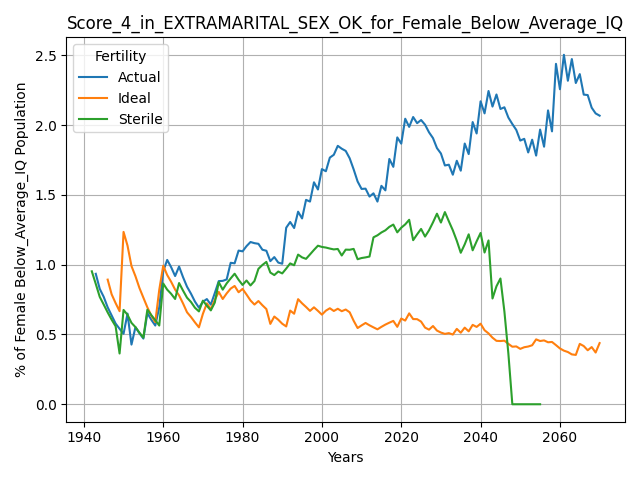 Score_4_in_EXTRAMARITAL_SEX_OK_for_Female_Below_Average_IQ
Fertility
Actual
Ideal
Sterile
% of Female Below_Average_IQ Population
2.5
2.0
1.5
1.0
0.5
0.0
1940 1960 1980 2000 2020 2040 2060
Years